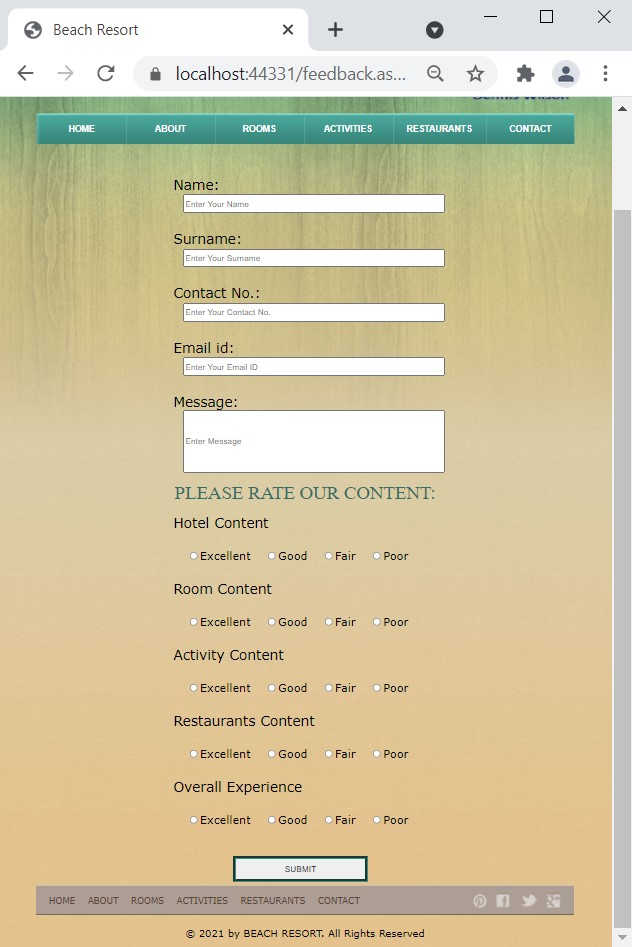 Beach Resort
localhost:44331/feedback.as...
HOME ABOUT ROOMS ACTIVITIES RESTAURANTS CONTACT
Name:
Enter Your Name
Surname:
Enter Your Surname
Contact No.:
Enter Your Contact No.
Email id:
Enter Your Email ID
Message:
Enter Message
PLEASE RATE OUR CONTENT:
Hotel Content
Excellent Good Fair Poor
Room Content
Excellent Good Fair Poor
Activity Content
Excellent Good Fair Poor
Restaurants Content
Excellent Good Fair Poor
Overall Experience
Excellent Good Fair Poor
SUBMIT
HOME ABOUT ROOMS ACTIVITIES RESTAURANTS CONTACT
© 2021 by BEACH RESORT. All Rights Reserved